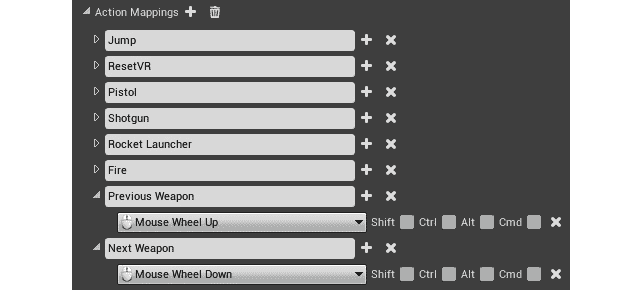 Action Mappings
Jump
ResetVR
Pistol
Shotgun
Rocket Launcher
Fire
Previous Weapon
Mouse Wheel Up Shift Ctrl Alt Cmd
Next Weapon
Mouse Wheel Down Shift Ctrl Alt Cmd